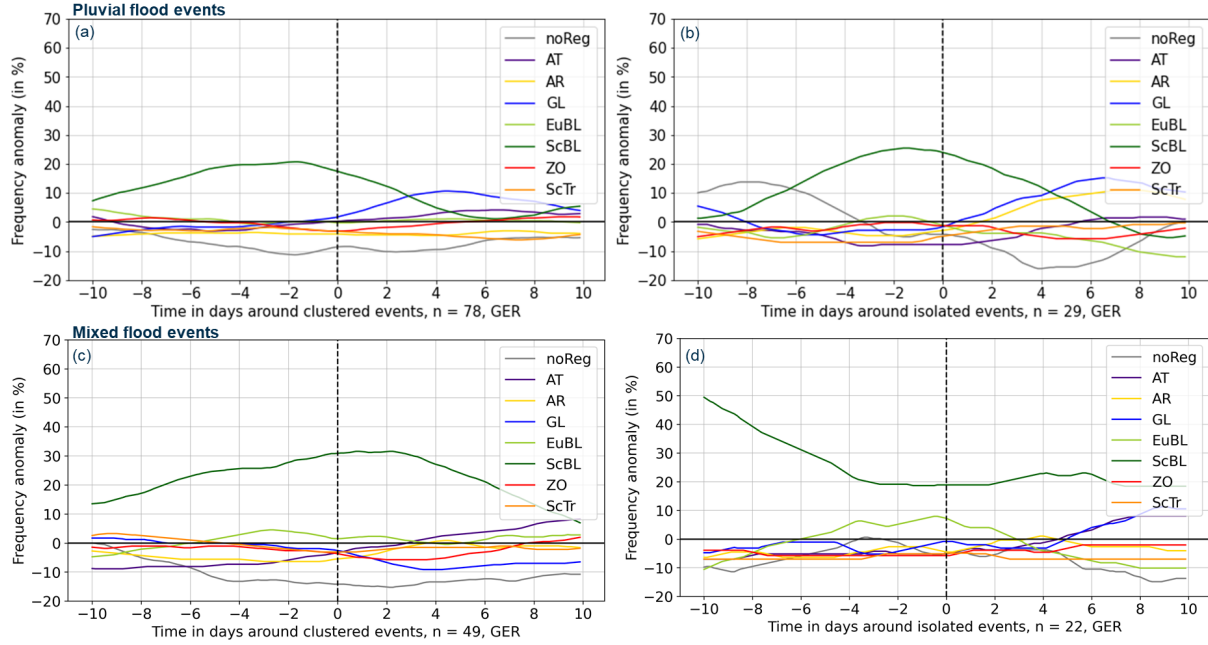 Pluvial flood events
(a)
Frequency anomaly (in %)
70
60
50
40
30
20
10
0
−10
−20
noReg
AT
AR
GL
EuBL
ScBL
ZO
ScTr
−10 −8 −6 −4 −2 0 2 4 6 8 10
Time in days around clustered events, n = 78, GER
(b)
Frequency anomaly (in %)
70
60
50
40
30
20
10
0
−10
−20
noReg
AT
AR
GL
EuBL
ScBL
ZO
ScTr
−10 −8 −6 −4 −2 0 2 4 6 8 10
Time in days around isolated events, n = 29, GER
Mixed flood events
(c)
Frequency anomaly (in %)
70
60
50
40
30
20
10
0
−10
−20
noReg
AT
AR
GL
EuBL
ScBL
ZO
ScTr
−10 −8 −6 −4 −2 0 2 4 6 8 10
Time in days around clustered events, n = 49, GER
(d)
Frequency anomaly (in %)
70
60
50
40
30
20
10
0
−10
−20
noReg
AT
AR
GL
EuBL
ScBL
ZO
ScTr
−10 −8 −6 −4 −2 0 2 4 6 8 10
Time in days around isolated events, n = 22, GER